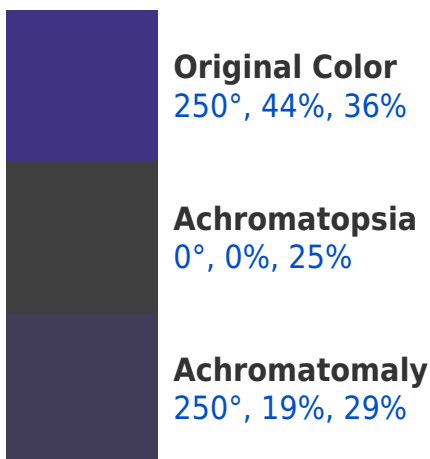 Original Color
250°, 44%, 36%
Achromatopsia
0°, 0%, 25%
Achromatomaly
250°, 19%, 29%